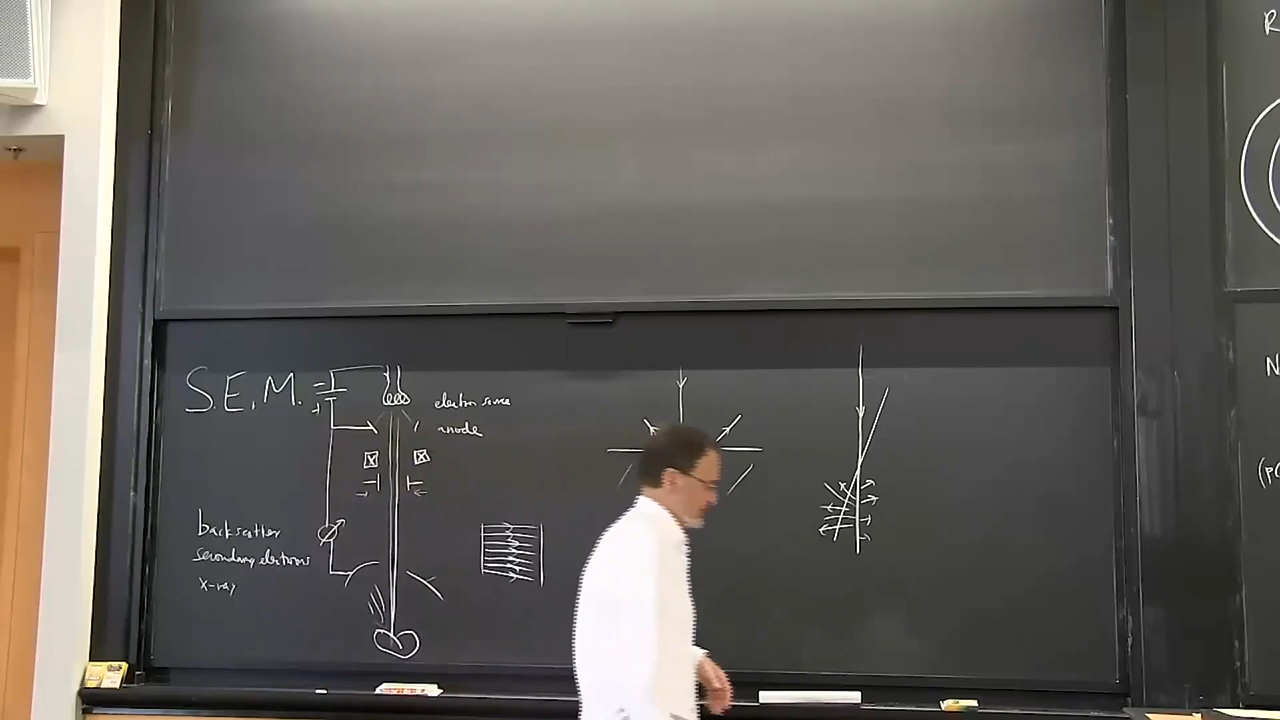 S.E.M.
electron source
anode
backscatter
secondary electrons
x-ray
R
N